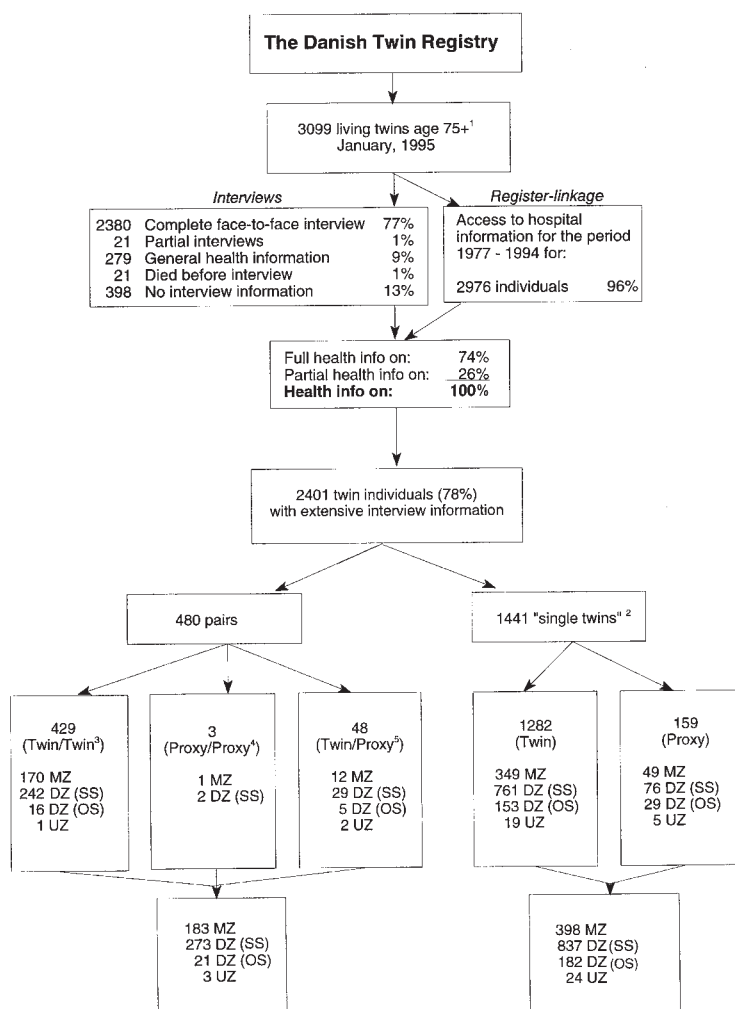 The Danish Twin Registry
3099 living twins age 75+¹
January, 1995
Interviews
2380 Complete face-to-face interview 77%
21 Partial interviews 1%
279 General health information 9%
21 Died before interview 1%
398 No interview information 13%
Register-linkage
Access to hospital
information for the period
1977 - 1994 for:
2976 individuals 96%
Full health info on: 74%
Partial health info on: 26%
Health info on: 100%
2401 twin individuals (78%)
with extensive interview information
480 pairs
1441 "single twins" ²
429
(Twin/Twin³)
170 MZ
242 DZ (SS)
16 DZ (OS)
1 UZ
3
(Proxy/Proxy⁴)
1 MZ
2 DZ (SS)
48
(Twin/Proxy⁵)
12 MZ
29 DZ (SS)
5 DZ (OS)
2 UZ
1282
(Twin)
349 MZ
761 DZ (SS)
153 DZ (OS)
19 UZ
159
(Proxy)
49 MZ
76 DZ (SS)
29 DZ (OS)
5 UZ
183 MZ
273 DZ (SS)
21 DZ (OS)
3 UZ
398 MZ
837 DZ (SS)
182 DZ (OS)
24 UZ